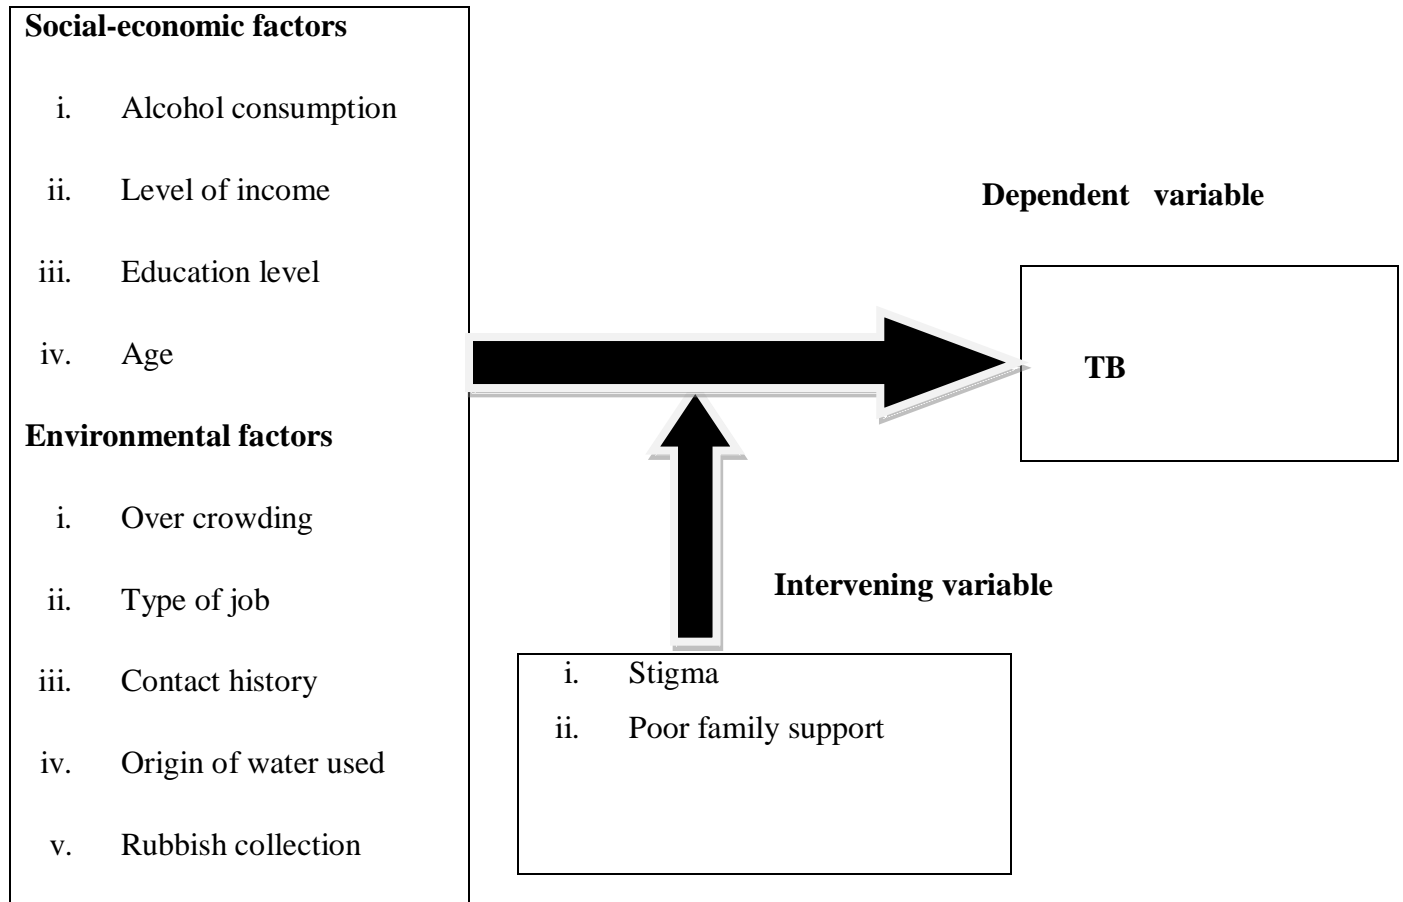 Social-economic factors
i. Alcohol consumption
ii. Level of income
iii. Education level
iv. Age
Environmental factors
i. Over crowding
ii. Type of job
iii. Contact history
iv. Origin of water used
v. Rubbish collection
Dependent variable
TB
Intervening variable
i. Stigma
ii. Poor family support